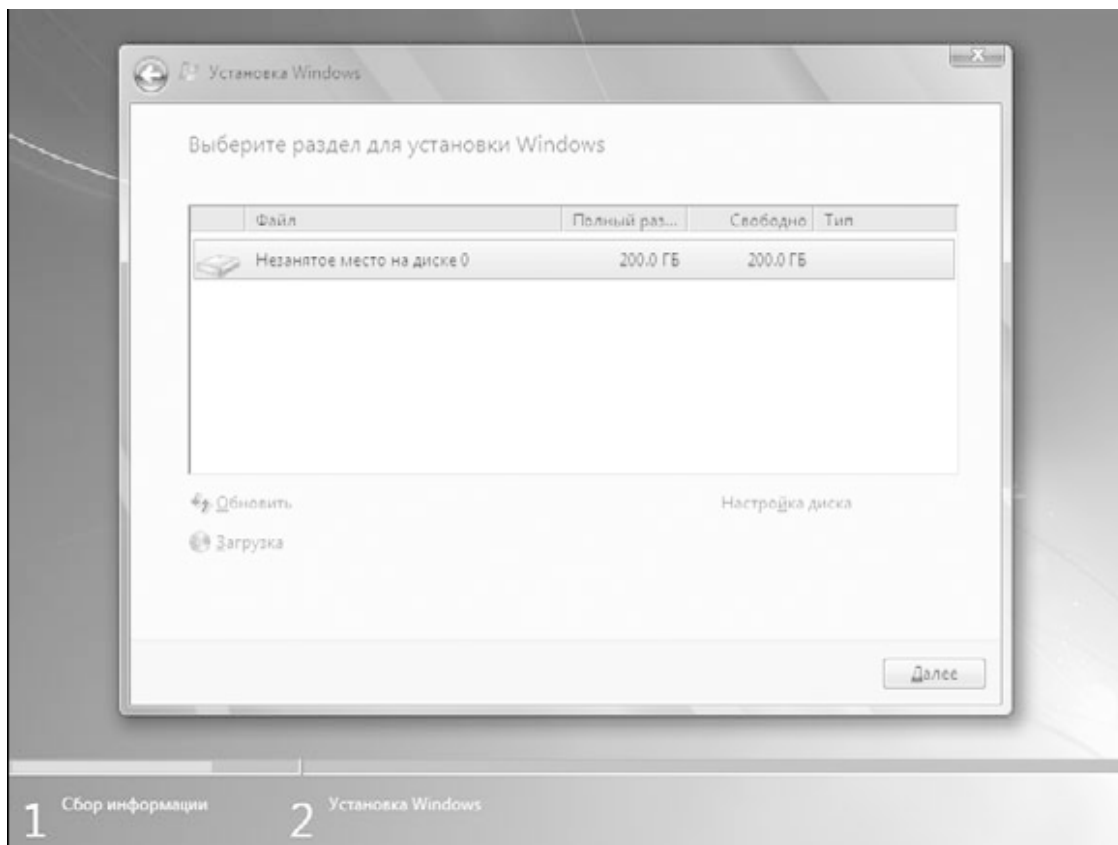 Установка Windows
Выберите раздел для установки Windows
Файл Полный раз... Свободно Тип
Незанятое место на диске 0 200.0 ГБ 200.0 ГБ
Обновить Настройка диска
Загрузка
Далее
1 Сбор информации 2 Установка Windows